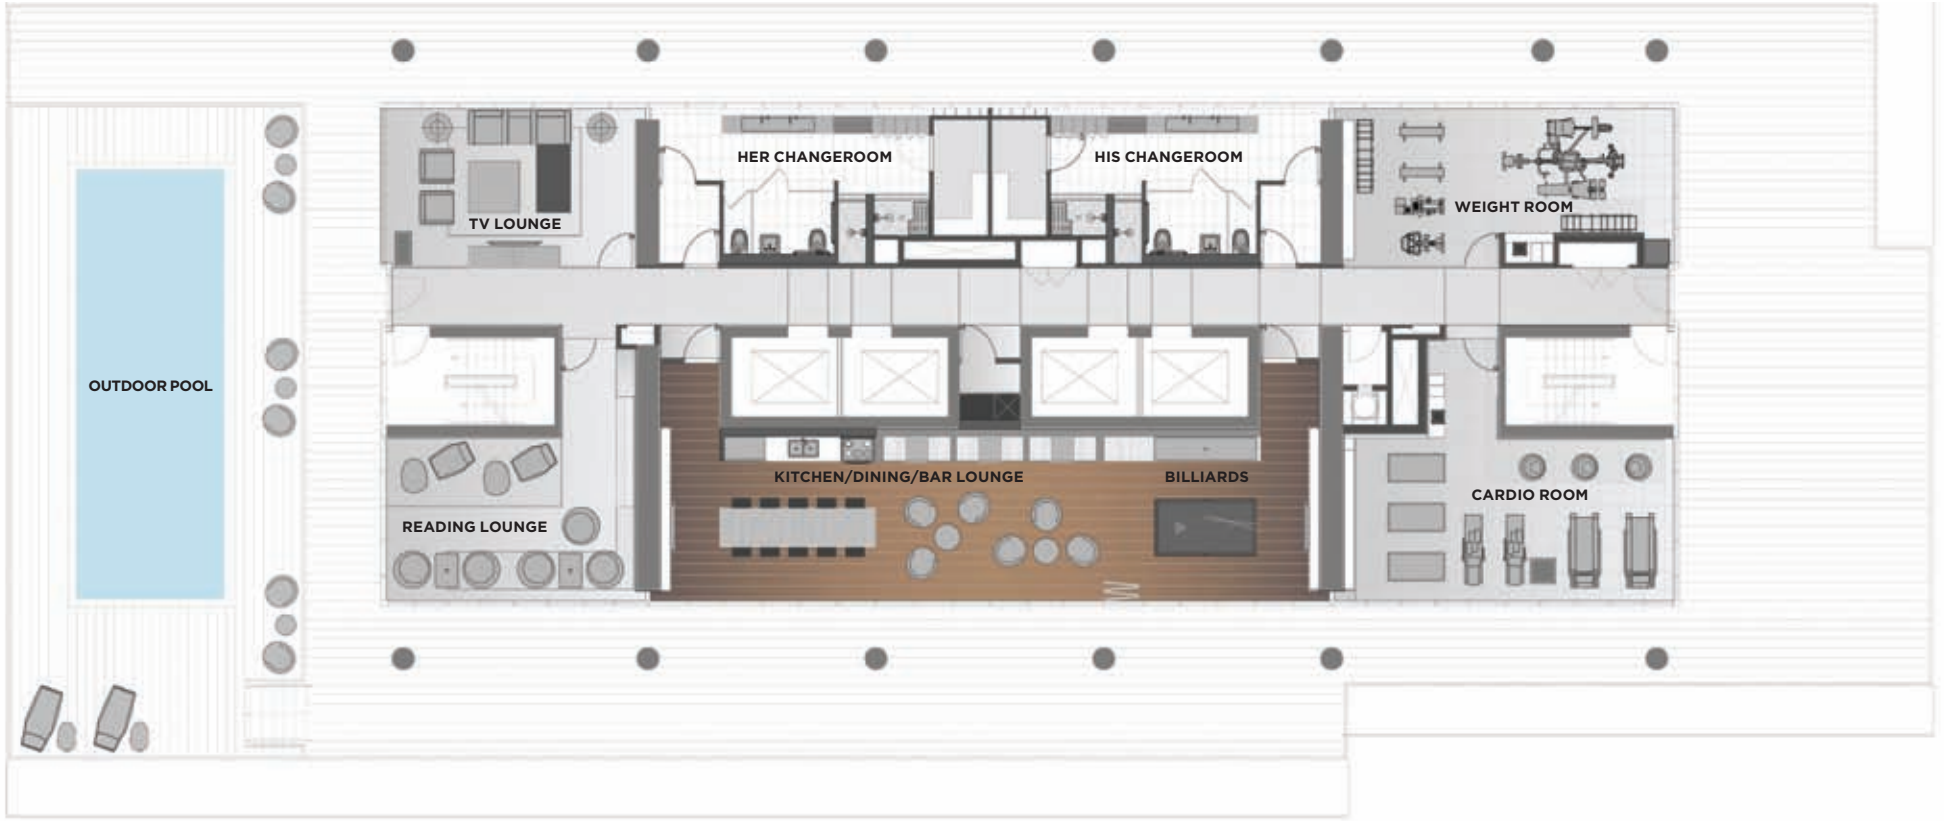 HER CHANGEROOM
HIS CHANGEROOM
WEIGHT ROOM
TV LOUNGE
OUTDOOR POOL
KITCHEN/DINING/BAR LOUNGE
BILLIARDS
CARDIO ROOM
READING LOUNGE